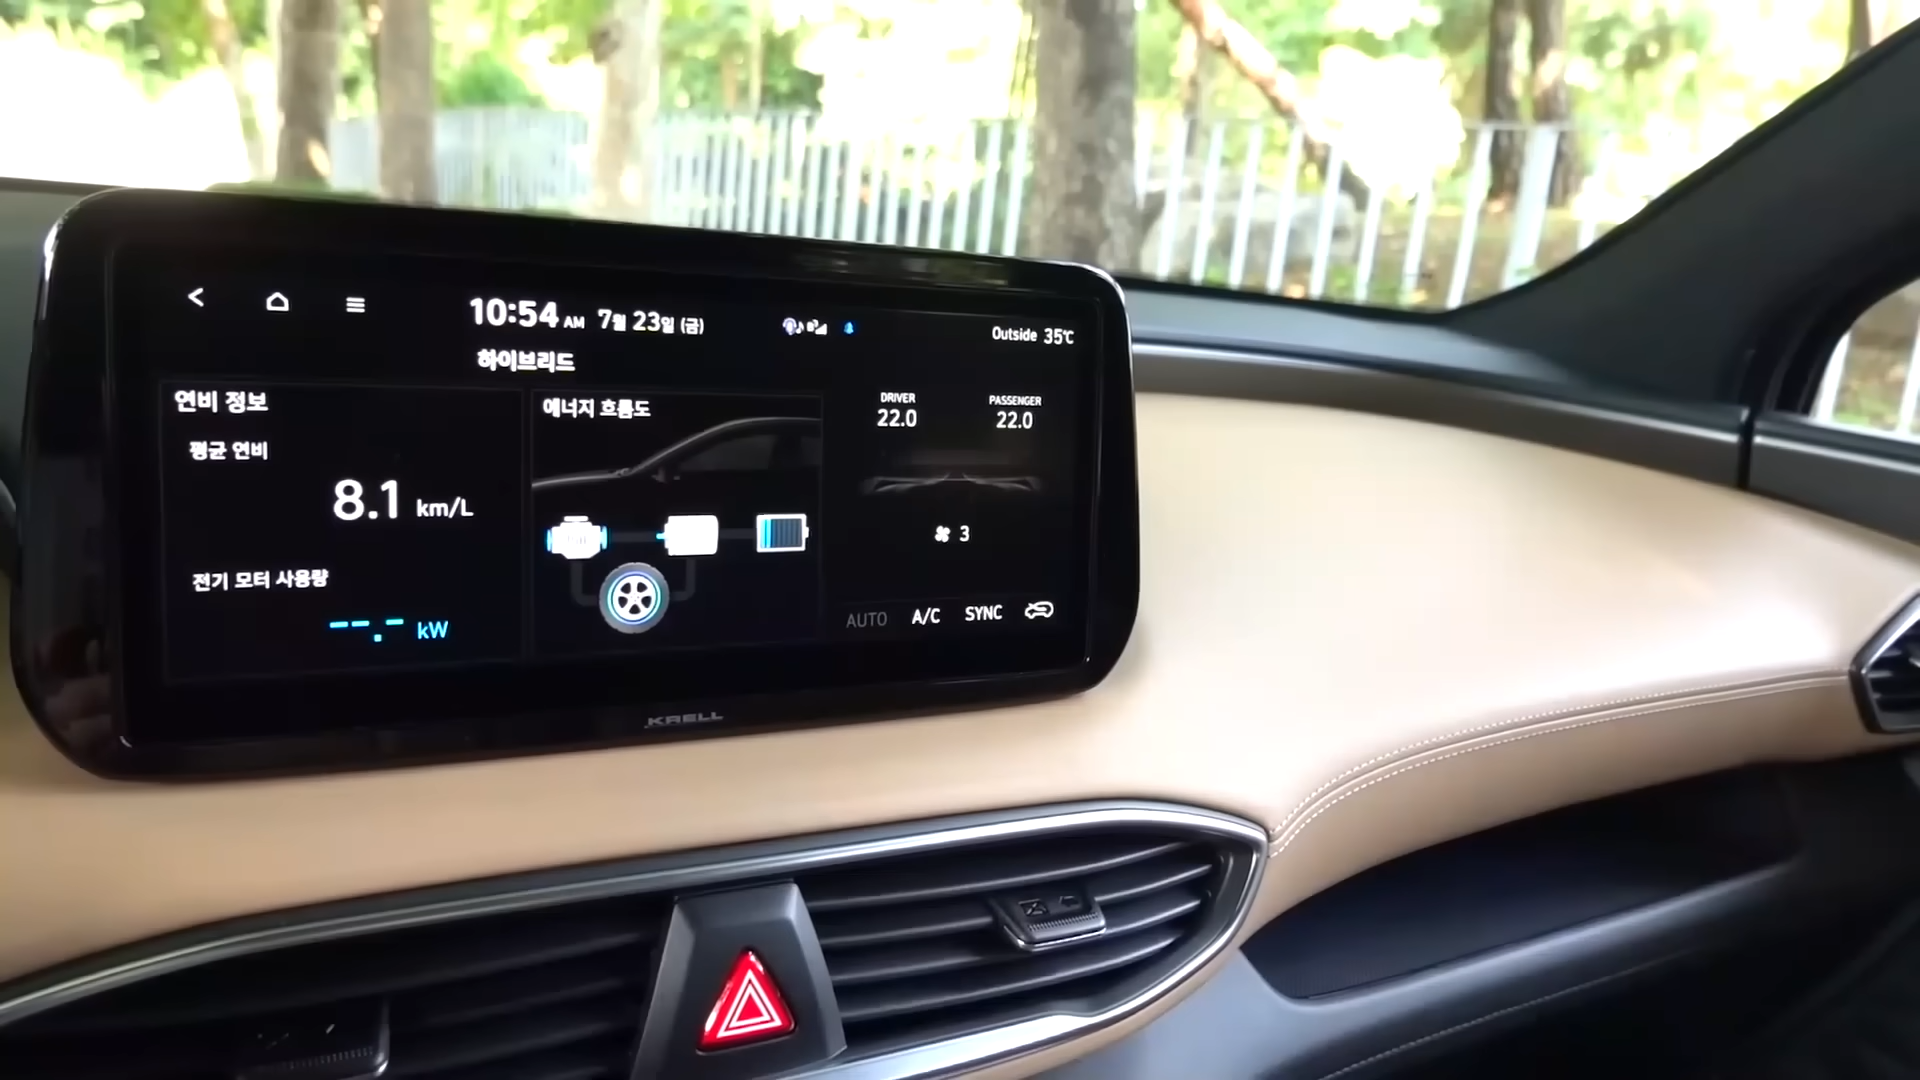 10:54 AM 7월 23일 (금)
Outside 35℃
하이브리드
연비 정보
평균 연비
8.1 km/L
전기 모터 사용량
--.- kW
에너지 흐름도
DRIVER
22.0
PASSENGER
22.0
3
AUTO A/C SYNC
KRELL